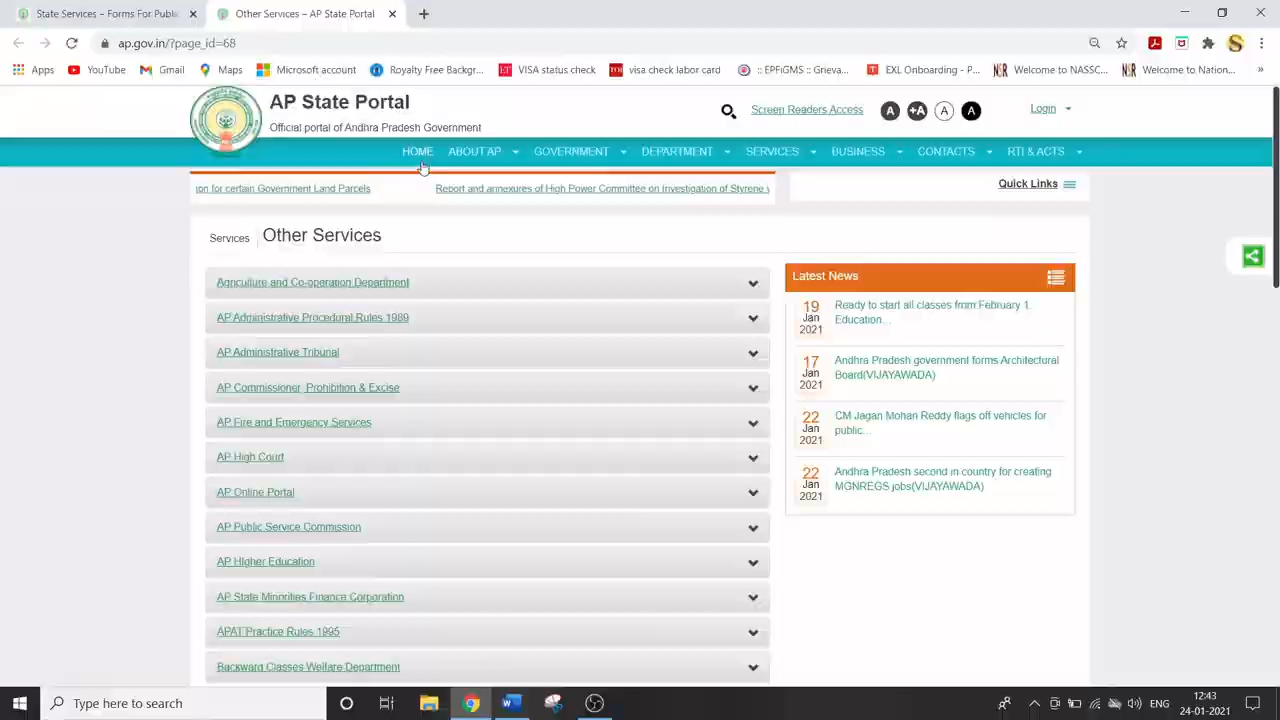 State Services – Forms For Publi
Other Services – AP State Portal
ap.gov.in/?page_id=68
Apps
YouTube
Gmail
Maps
Microsoft account
Royalty Free Backgr...
VISA status check
visa check labor card
:: EPFiGMS :: Grieva...
EXL Onboarding - P...
Welcome to NASSC...
Welcome to Nation...
»
AP State Portal
Official portal of Andhra Pradesh Government
Screen Readers Access
A +A A A
Login
HOME ABOUT AP GOVERNMENT DEPARTMENT SERVICES BUSINESS CONTACTS RTI & ACTS
ion for certain Government Land Parcels
Report and annexures of High Power Committee on Investigation of Styrene
Quick Links
Services
Other Services
Agriculture and Co-operation Department
AP Administrative Procedural Rules 1989
AP Administrative Tribunal
AP Commissioner, Prohibition & Excise
AP Fire and Emergency Services
AP High Court
AP Online Portal
AP Public Service Commission
AP Higher Education
AP State Minorities Finance Corporation
APAT Practice Rules 1995
Backward Classes Welfare Department
Latest News
19
Jan
2021
Ready to start all classes from February 1.
Education...
17
Jan
2021
Andhra Pradesh government forms Architectural
Board(VIJAYAWADA)
22
Jan
2021
CM Jagan Mohan Reddy flags off vehicles for
public...
22
Jan
2021
Andhra Pradesh second in country for creating
MGNREGS jobs(VIJAYAWADA)
Type here to search
ENG
12:43
24-01-2021